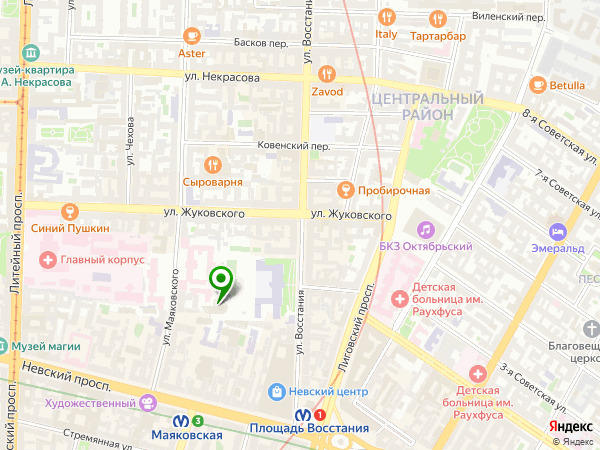 Виленский пер.
Italy
Тартарбар
Басков пер.
Aster
ул. Восстания
Музей-квартира
А. Некрасова
ул. Некрасова
Zavod
Betulla
ЦЕНТРАЛЬНЫЙ
РАЙОН
8-я Советская ул.
ул. Чехова
Ковенский пер.
7-я Советская ул.
Сыроварня
Пробирочная
Литейный просп.
Синий Пушкин
ул. Жуковского
ул. Жуковского
БКЗ Октябрьский
Эмеральд
Главный корпус
ПЕС
Детская
больница им.
Раухфуса
ул. Маяковского
ул. Восстания
Лиговский просп.
Благовещ
церко
Музей магии
3-я Советская ул.
Невский просп.
Детская
больница им.
Раухфуса
Невский центр
Художественный
3
Маяковская
1
Площадь Восстания
ский просп.
Стремянная ул.
Яндекс
© Яндекс